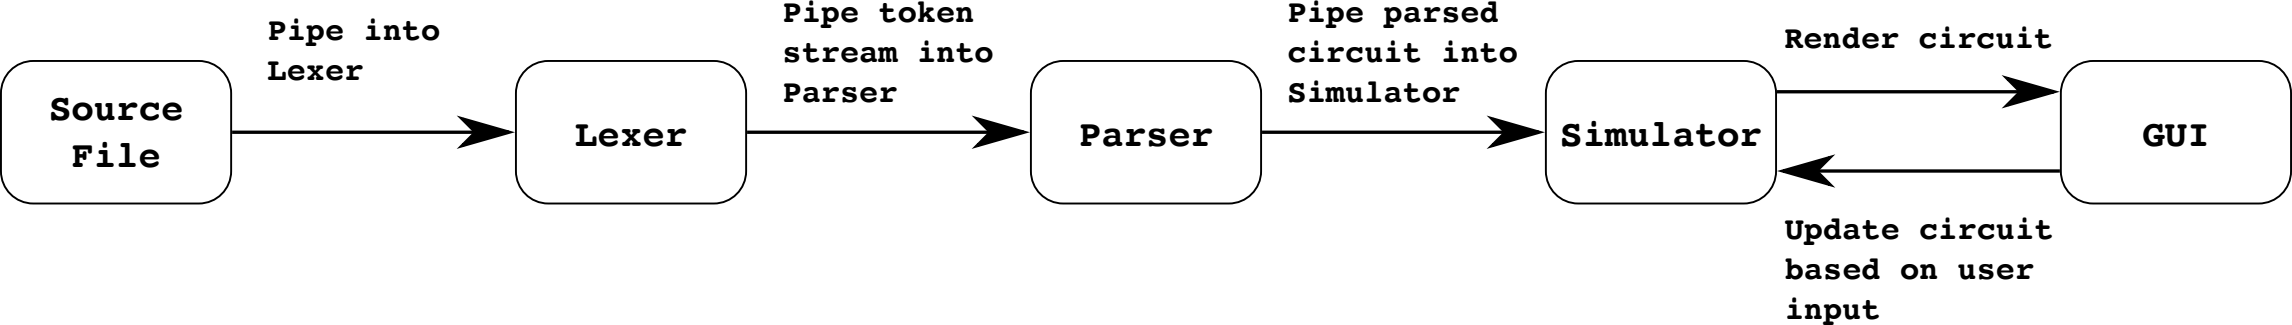 Source
File
Pipe into
Lexer
Lexer
Pipe token
stream into
Parser
Parser
Pipe parsed
circuit into
Simulator
Simulator
Render circuit
GUI
Update circuit
based on user
input